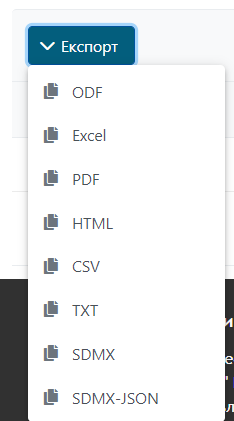 Експорт
ODF
Excel
PDF
HTML
CSV
TXT
SDMX
SDMX-JSON